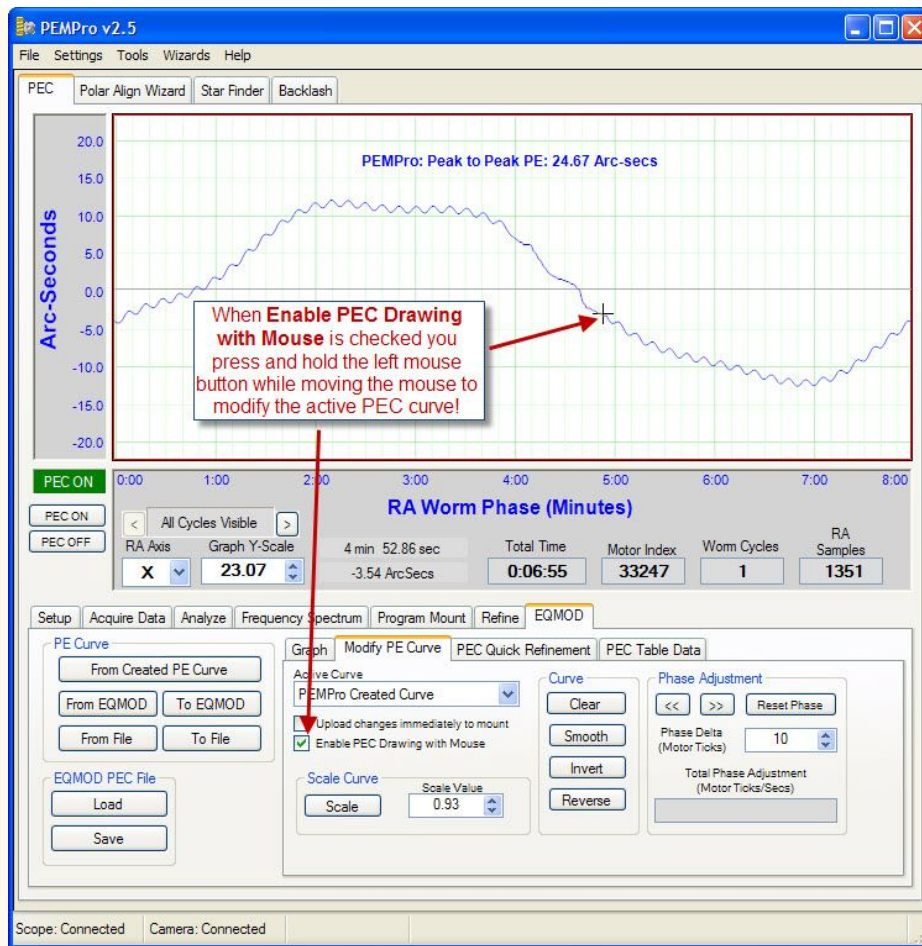 PEMPro v2.5
File Settings Tools Wizards Help
PEC Polar Align Wizard Star Finder Backlash
PEMPro: Peak to Peak PE: 24.67 Arc-secs
Arc-Seconds
20.0
15.0
10.0
5.0
0.0
-5.0
-10.0
-15.0
-20.0
When Enable PEC Drawing
with Mouse is checked you
press and hold the left mouse
button while moving the mouse to
modify the active PEC curve!
PEC ON
0:00 1:00 2:00 3:00 4:00 5:00 6:00 7:00 8:00
RA Worm Phase (Minutes)
PEC ON
PEC OFF
< All Cycles Visible >
RA Axis Graph Y-Scale
X 23.07
4 min 52.86 sec
-3.54 ArcSecs
Total Time
0:06:55
Motor Index
33247
Worm Cycles
1
RA
Samples
1351
Setup Acquire Data Analyze Frequency Spectrum Program Mount Refine EQMOD
PE Curve
From Created PE Curve
From EQMOD To EQMOD
From File To File
EQMOD PEC File
Load
Save
Graph Modify PE Curve PEC Quick Refinement PEC Table Data
Active Curve
PEMPro Created Curve
Upload changes immediately to mount
Enable PEC Drawing with Mouse
Scale Curve
Scale
Scale Value
0.93
Curve
Clear
Smooth
Invert
Reverse
Phase Adjustment
<< >> Reset Phase
Phase Delta
(Motor Ticks)
10
Total Phase Adjustment
(Motor Ticks/Secs)
Scope: Connected Camera: Connected